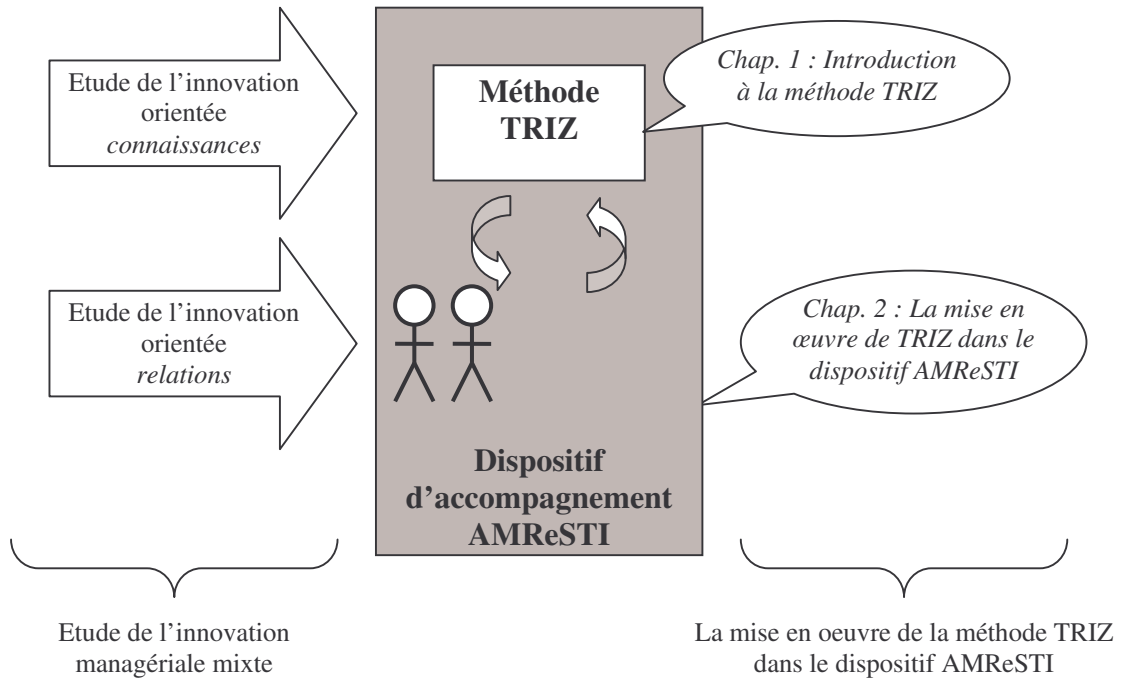 Etude de l’innovation
orientée
connaissances
Méthode
TRIZ
Chap. 1 : Introduction
à la méthode TRIZ
Etude de l’innovation
orientée
relations
Chap. 2 : La mise en
œuvre de TRIZ dans le
dispositif AMReSTI
Dispositif
d’accompagnement
AMReSTI
Etude de l’innovation
managériale mixte
La mise en oeuvre de la méthode TRIZ
dans le dispositif AMReSTI